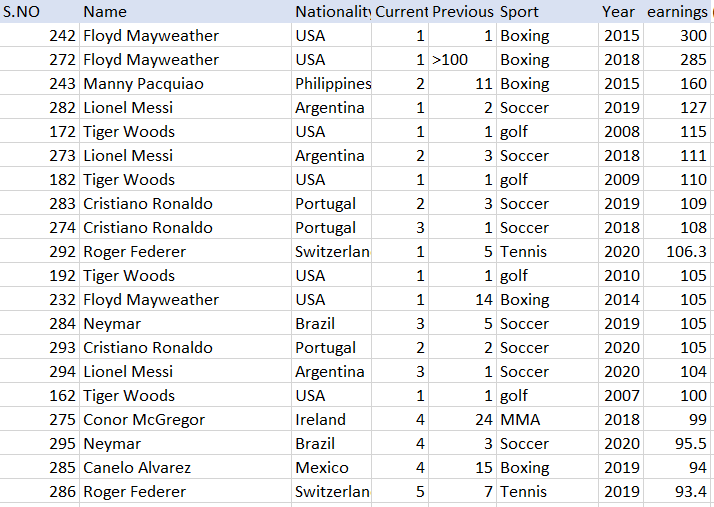 S.NO Name Nationality Current Previous Sport Year earnings
242 Floyd Mayweather USA 1 1 Boxing 2015 300
272 Floyd Mayweather USA 1 >100 Boxing 2018 285
243 Manny Pacquiao Philippines 2 11 Boxing 2015 160
282 Lionel Messi Argentina 1 2 Soccer 2019 127
172 Tiger Woods USA 1 1 golf 2008 115
273 Lionel Messi Argentina 2 3 Soccer 2018 111
182 Tiger Woods USA 1 1 golf 2009 110
283 Cristiano Ronaldo Portugal 2 3 Soccer 2019 109
274 Cristiano Ronaldo Portugal 3 1 Soccer 2018 108
292 Roger Federer Switzerlan 1 5 Tennis 2020 106.3
192 Tiger Woods USA 1 1 golf 2010 105
232 Floyd Mayweather USA 1 14 Boxing 2014 105
284 Neymar Brazil 3 5 Soccer 2019 105
293 Cristiano Ronaldo Portugal 2 2 Soccer 2020 105
294 Lionel Messi Argentina 3 1 Soccer 2020 104
162 Tiger Woods USA 1 1 golf 2007 100
275 Conor McGregor Ireland 4 24 MMA 2018 99
295 Neymar Brazil 4 3 Soccer 2020 95.5
285 Canelo Alvarez Mexico 4 15 Boxing 2019 94
286 Roger Federer Switzerlan 5 7 Tennis 2019 93.4